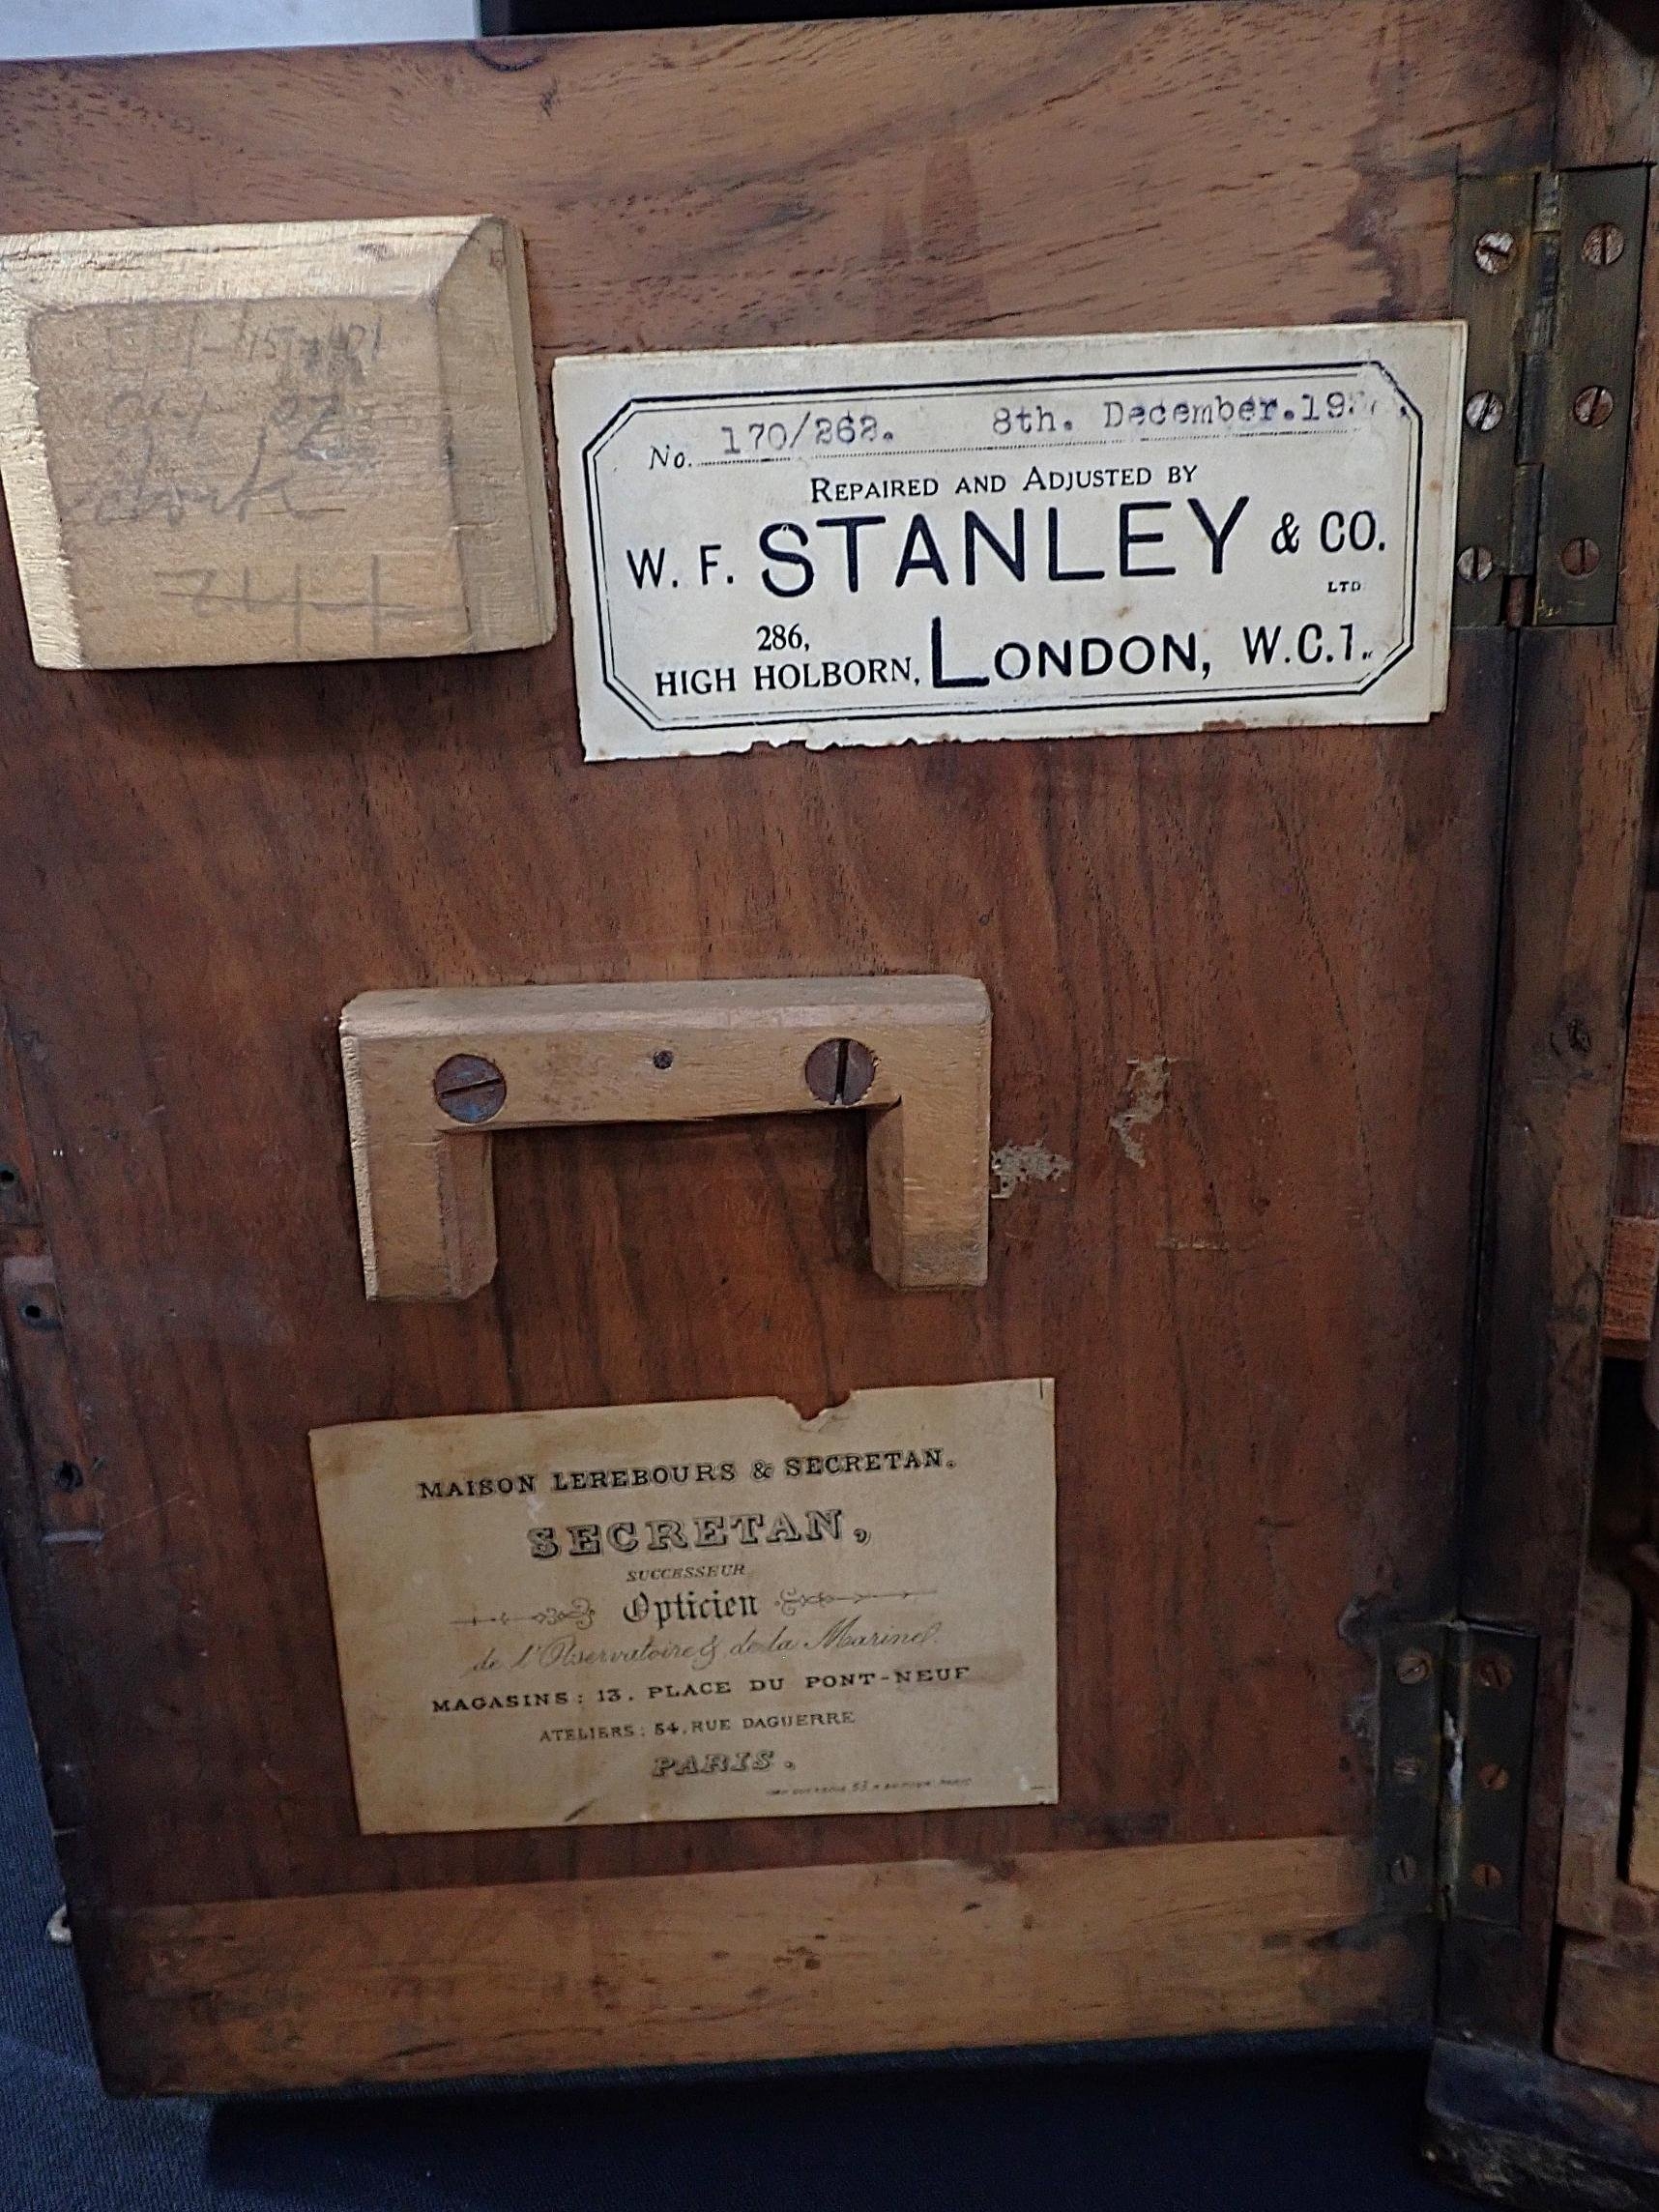 No. 170/262. 8th. December.19
REPAIRED AND ADJUSTED BY
W. F. STANLEY & CO.
LTD
286,
HIGH HOLBORN, LONDON, W.C.1.
MAISON LEREBOURS & SECRETAN.
SECRETAN,
SUCCESSEUR
Opticien
de l'Observatoire & de la Marine.
MAGASINS: 13, PLACE DU PONT-NEUF
ATELIERS: 54, RUE DAGUERRE
PARIS.